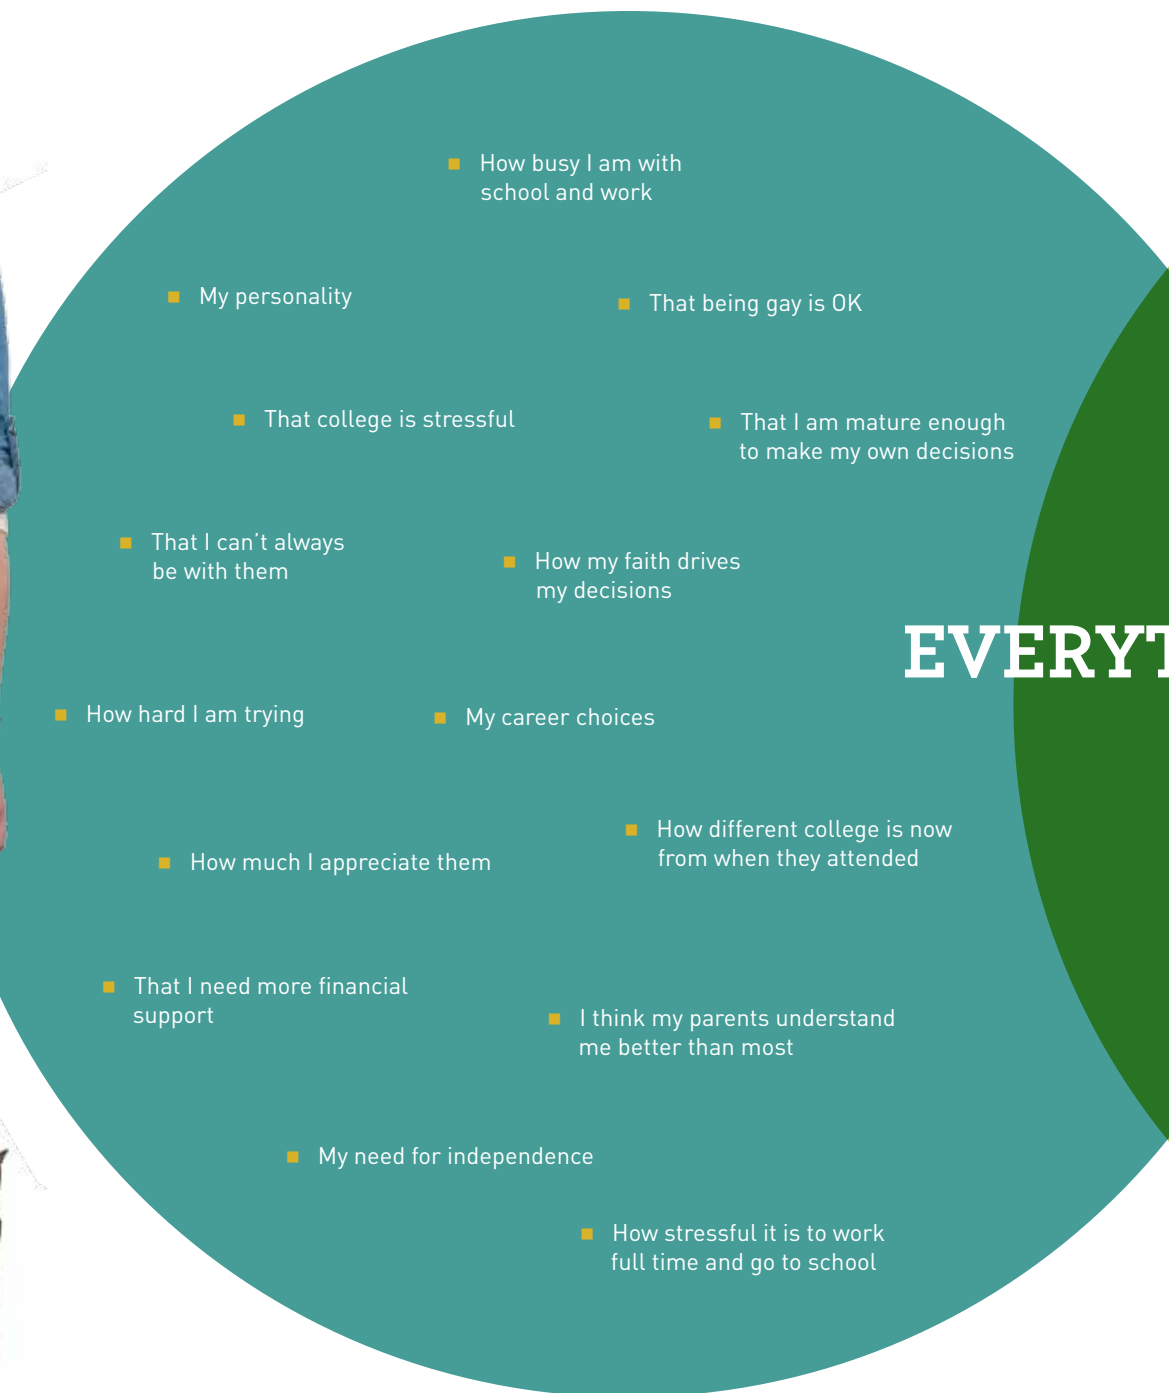 ■ How busy I am with
school and work
■ My personality
■ That being gay is OK
■ That college is stressful
■ That I am mature enough
to make my own decisions
■ That I can't always
be with them
■ How my faith drives
my decisions
EVERYT
■ How hard I am trying
■ My career choices
■ How different college is now
from when they attended
■ How much I appreciate them
■ That I need more financial
support
■ I think my parents understand
me better than most
■ My need for independence
■ How stressful it is to work
full time and go to school